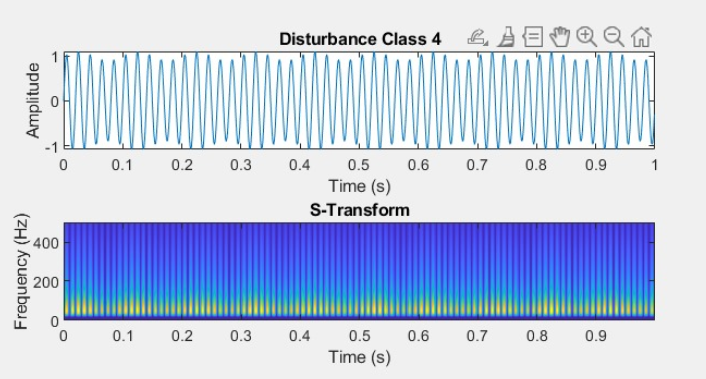 Disturbance Class 4
Amplitude
1
0
-1
0 0.1 0.2 0.3 0.4 0.5 0.6 0.7 0.8 0.9 1
Time (s)
S-Transform
Frequency (Hz)
400
200
0
0 0.1 0.2 0.3 0.4 0.5 0.6 0.7 0.8 0.9
Time (s)